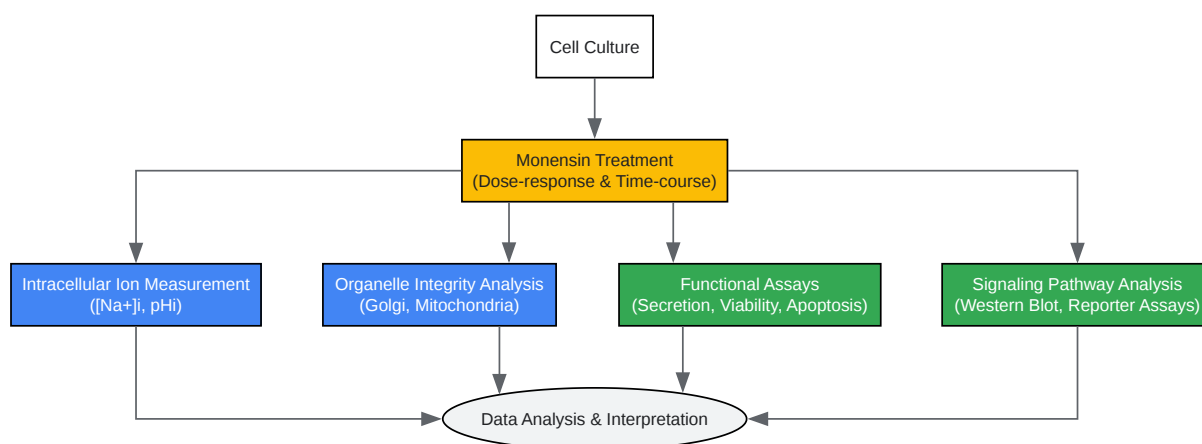 Cell Culture
Monensin Treatment
(Dose-response & Time-course)
Intracellular Ion Measurement
([Na+]i, pHi)
Organelle Integrity Analysis
(Golgi, Mitochondria)
Functional Assays
(Secretion, Viability, Apoptosis)
Signaling Pathway Analysis
(Western Blot, Reporter Assays)
Data Analysis & Interpretation